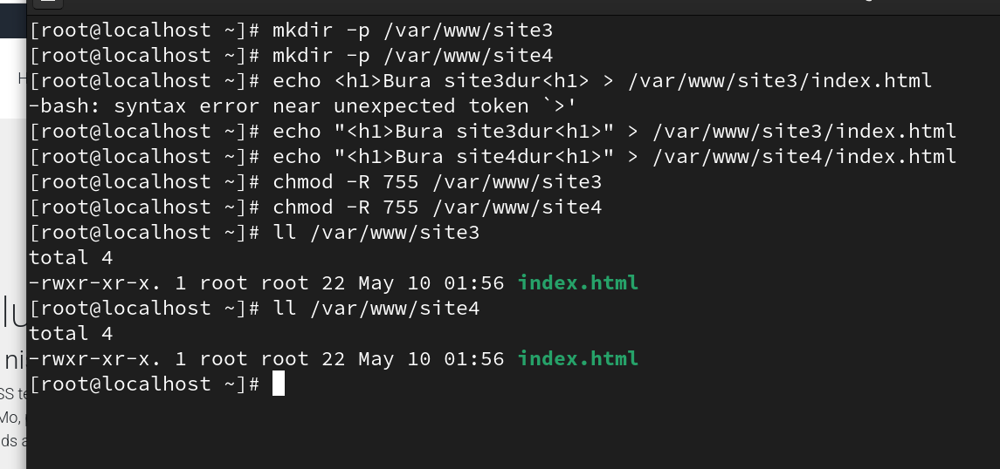 [root@localhost ~]# mkdir -p /var/www/site3
[root@localhost ~]# mkdir -p /var/www/site4
[root@localhost ~]# echo <h1>Bura site3dur<h1> > /var/www/site3/index.html
-bash: syntax error near unexpected token `>'
[root@localhost ~]# echo "<h1>Bura site3dur<h1>" > /var/www/site3/index.html
[root@localhost ~]# echo "<h1>Bura site4dur<h1>" > /var/www/site4/index.html
[root@localhost ~]# chmod -R 755 /var/www/site3
[root@localhost ~]# chmod -R 755 /var/www/site4
[root@localhost ~]# ll /var/www/site3
total 4
-rwxr-xr-x. 1 root root 22 May 10 01:56 index.html
[root@localhost ~]# ll /var/www/site4
total 4
-rwxr-xr-x. 1 root root 22 May 10 01:56 index.html
[root@localhost ~]#